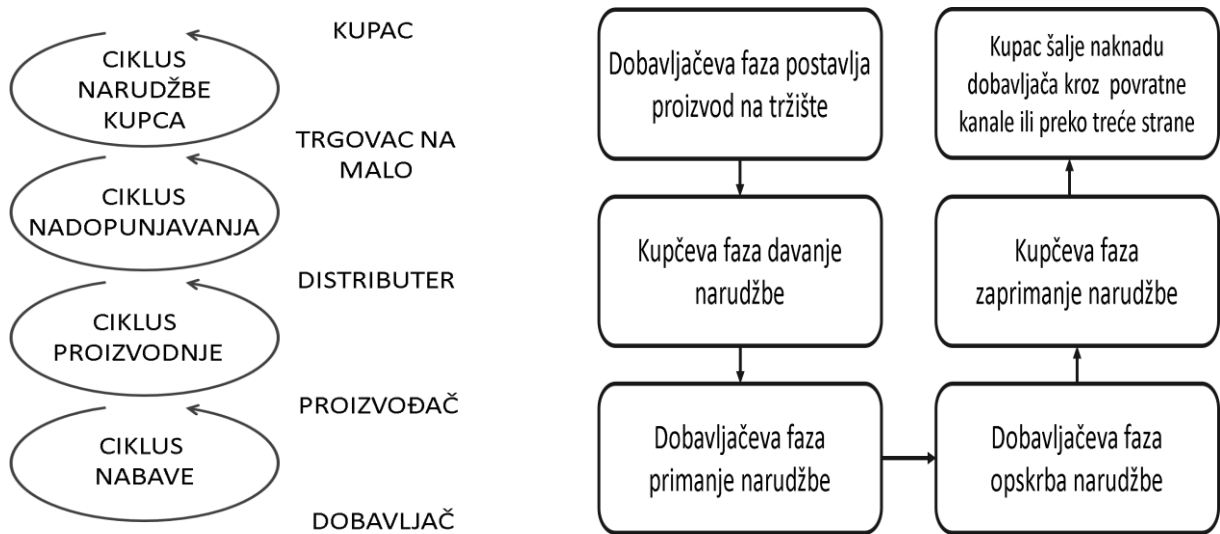 KUPAC
CIKLUS
NARUDŽBE
KUPCA
TRGOVAC NA
MALO
CIKLUS
NADOPUNJAVANJA
DISTRIBUTER
CIKLUS
PROIZVODNJE
PROIZVOĐAČ
CIKLUS
NABAVE
DOBAVLJAČ
Dobavljačeva faza postavlja
proizvod na tržište
Kupčeva faza davanje
narudžbe
Dobavljačeva faza
primanje narudžbe
Dobavljačeva faza
opskrba narudžbe
Kupčeva faza
zaprimanje narudžbe
Kupac šalje naknadu
dobavljača kroz povratne
kanale ili preko treće strane